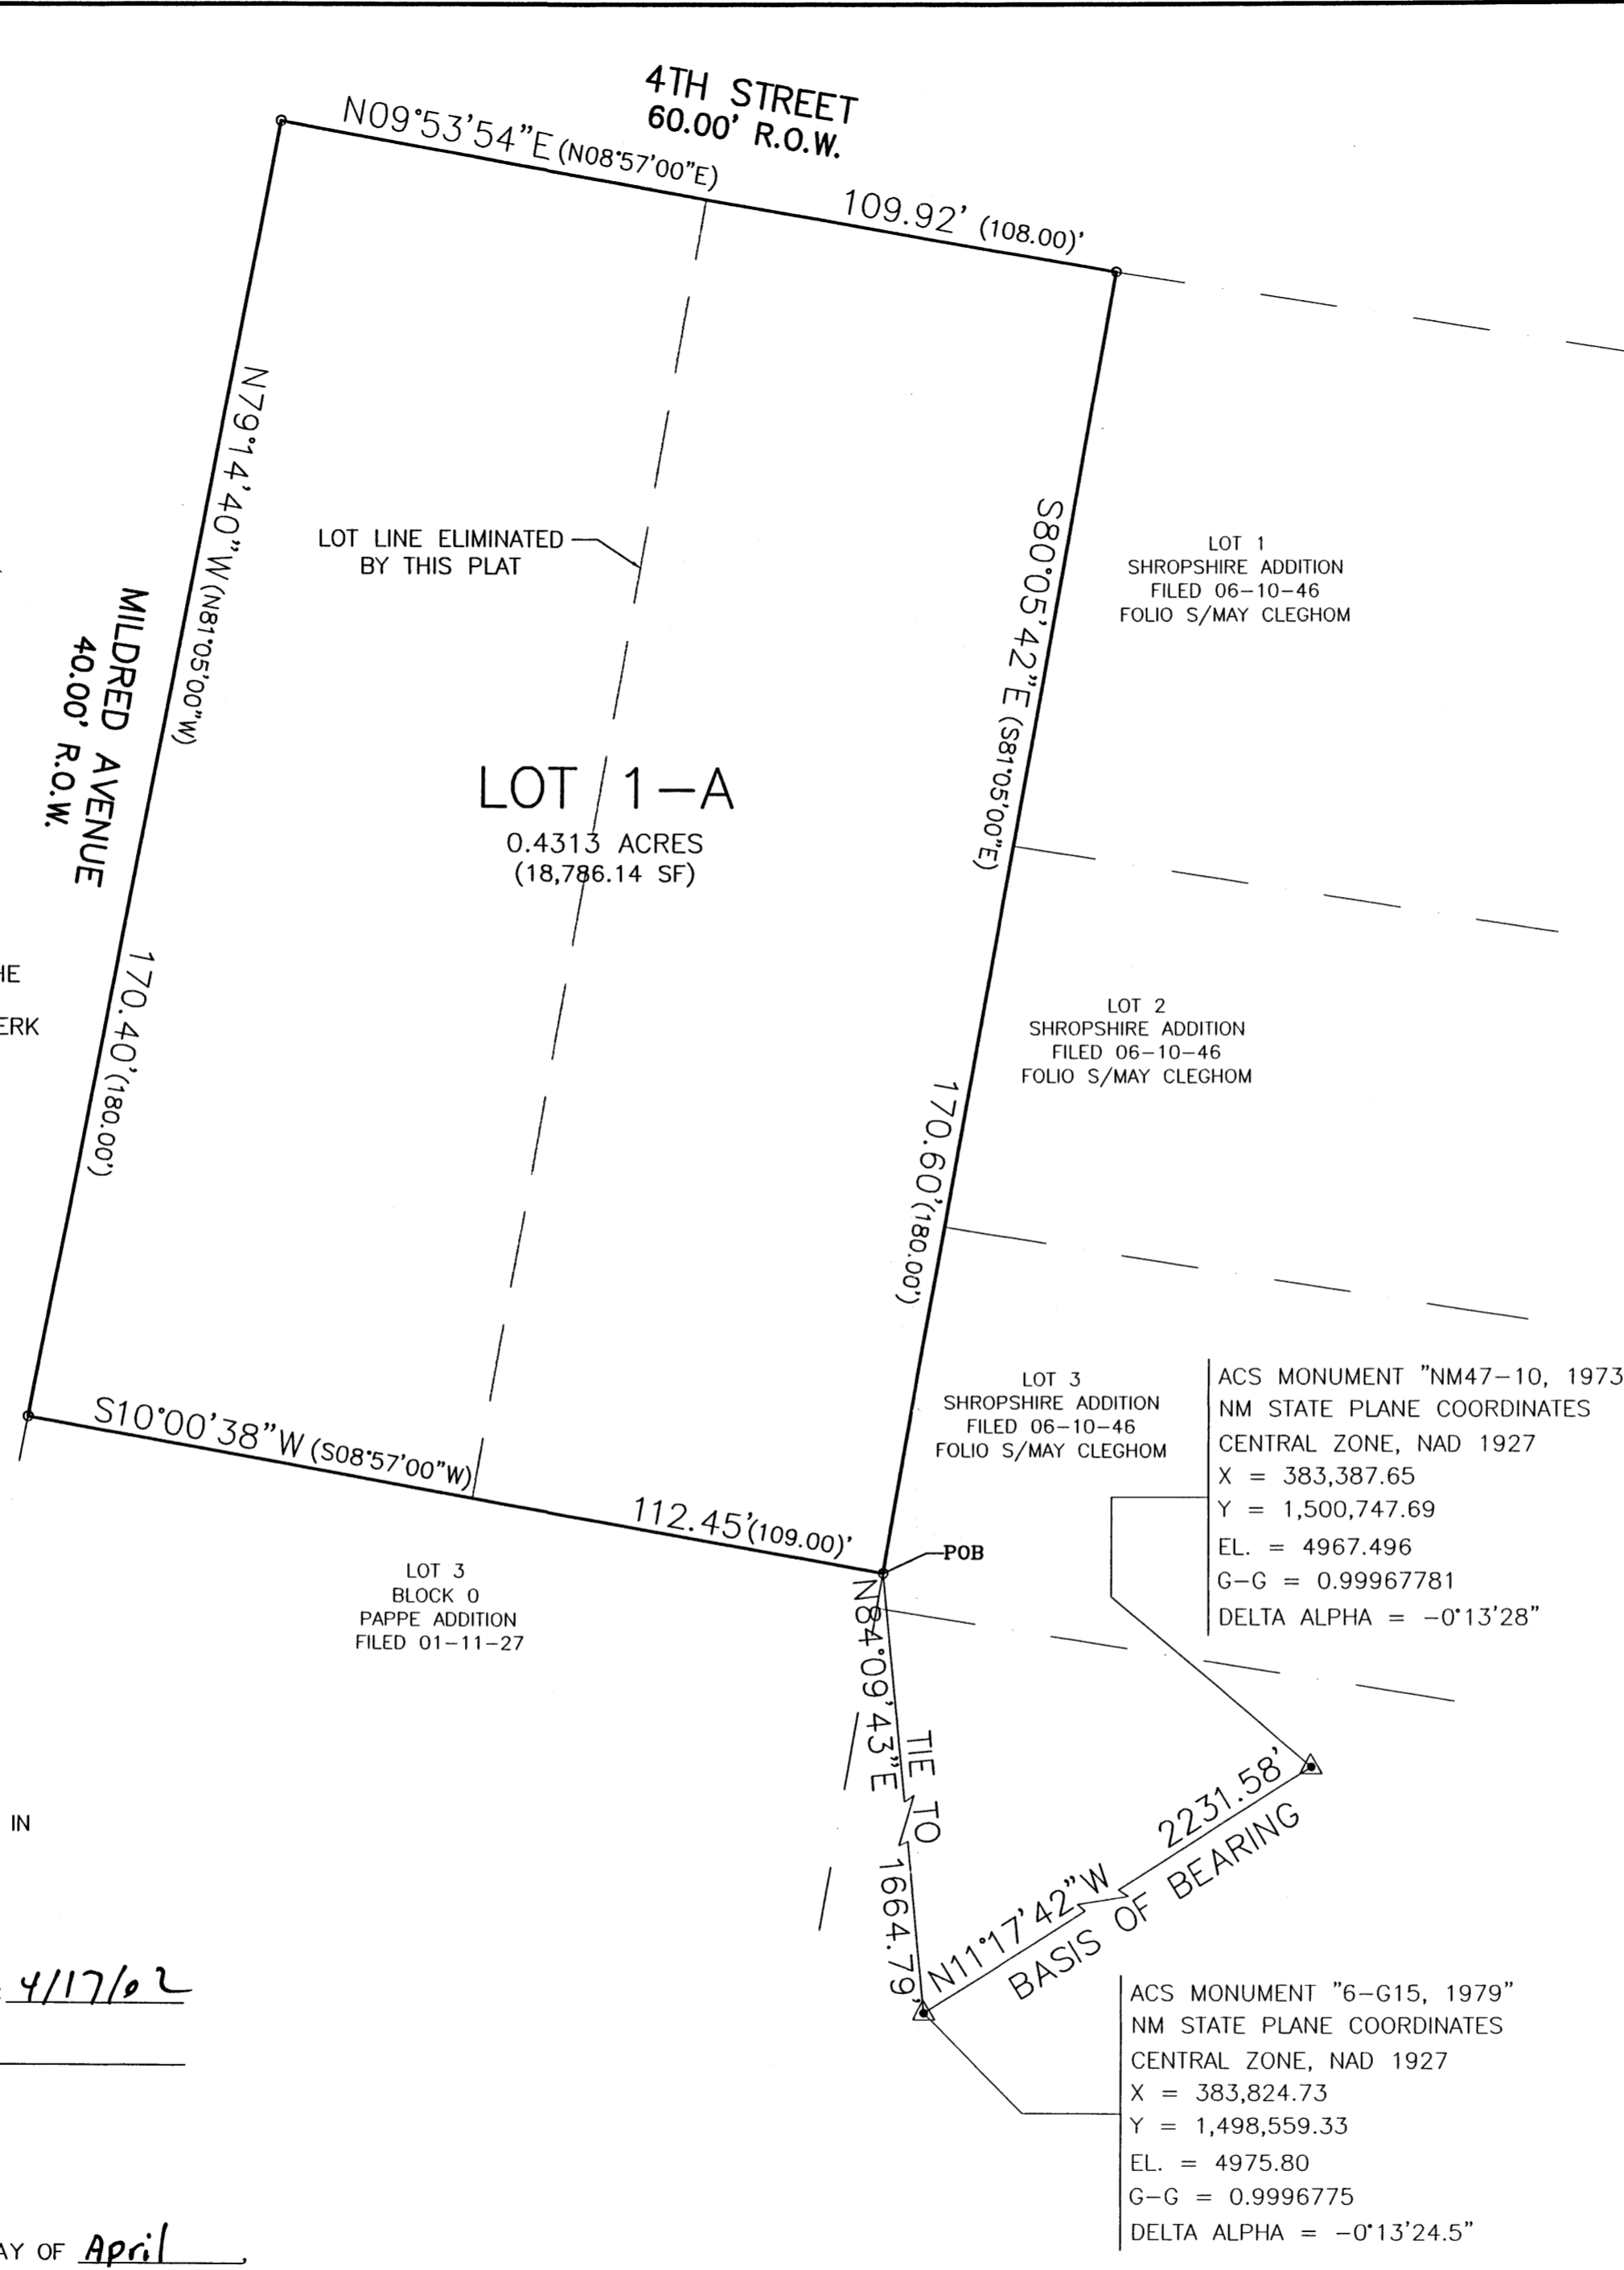 4TH STREET
60.00' R.O.W.
N09°53'54"E (N08°57'00"E)
109.92' (108.00)'
N79°14'40"W (N81°05'00"W)
170.40' (180.00')
MILDRED AVENUE
40.00' R.O.W.
LOT LINE ELIMINATED
BY THIS PLAT
S80°05'42"E (S81°05'00"E)
170.60' (180.00')
LOT 1
SHROPSHIRE ADDITION
FILED 06-10-46
FOLIO S/MAY CLEGHOM
LOT 1-A
0.4313 ACRES
(18,786.14 SF)
HE
ERK
LOT 2
SHROPSHIRE ADDITION
FILED 06-10-46
FOLIO S/MAY CLEGHOM
LOT 3
SHROPSHIRE ADDITION
FILED 06-10-46
FOLIO S/MAY CLEGHOM
ACS MONUMENT "NM47-10, 1973
NM STATE PLANE COORDINATES
CENTRAL ZONE, NAD 1927
X = 383,387.65
Y = 1,500,747.69
EL. = 4967.496
G-G = 0.99967781
DELTA ALPHA = -0°13'28"
S10°00'38"W (S08°57'00"W)
112.45' (109.00)'
POB
LOT 3
BLOCK 0
PAPPE ADDITION
FILED 01-11-27
N84°09'43"E
1664.79'
TIE TO
N11°17'42"W
2231.58'
BASIS OF BEARING
IN
4/17/02
ACS MONUMENT "6-G15, 1979"
NM STATE PLANE COORDINATES
CENTRAL ZONE, NAD 1927
X = 383,824.73
Y = 1,498,559.33
EL. = 4975.80
G-G = 0.9996775
DELTA ALPHA = -0°13'24.5"
AY OF April ,